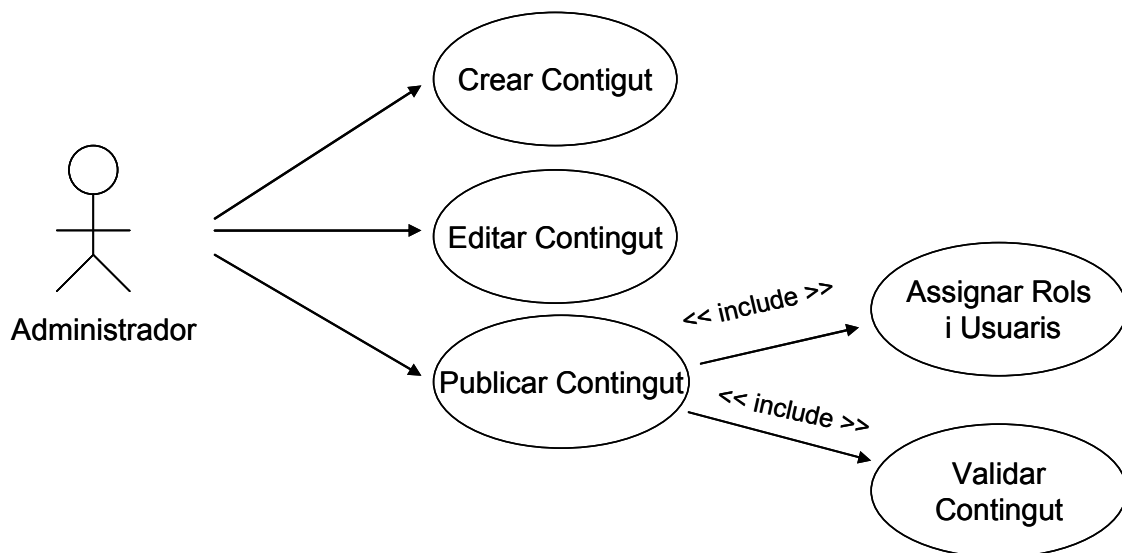 Crear Contigut
Editar Contingut
Administrador
<< include >>
Assignar Rols
i Usuaris
Publicar Contingut
<< include >>
Validar
Contingut